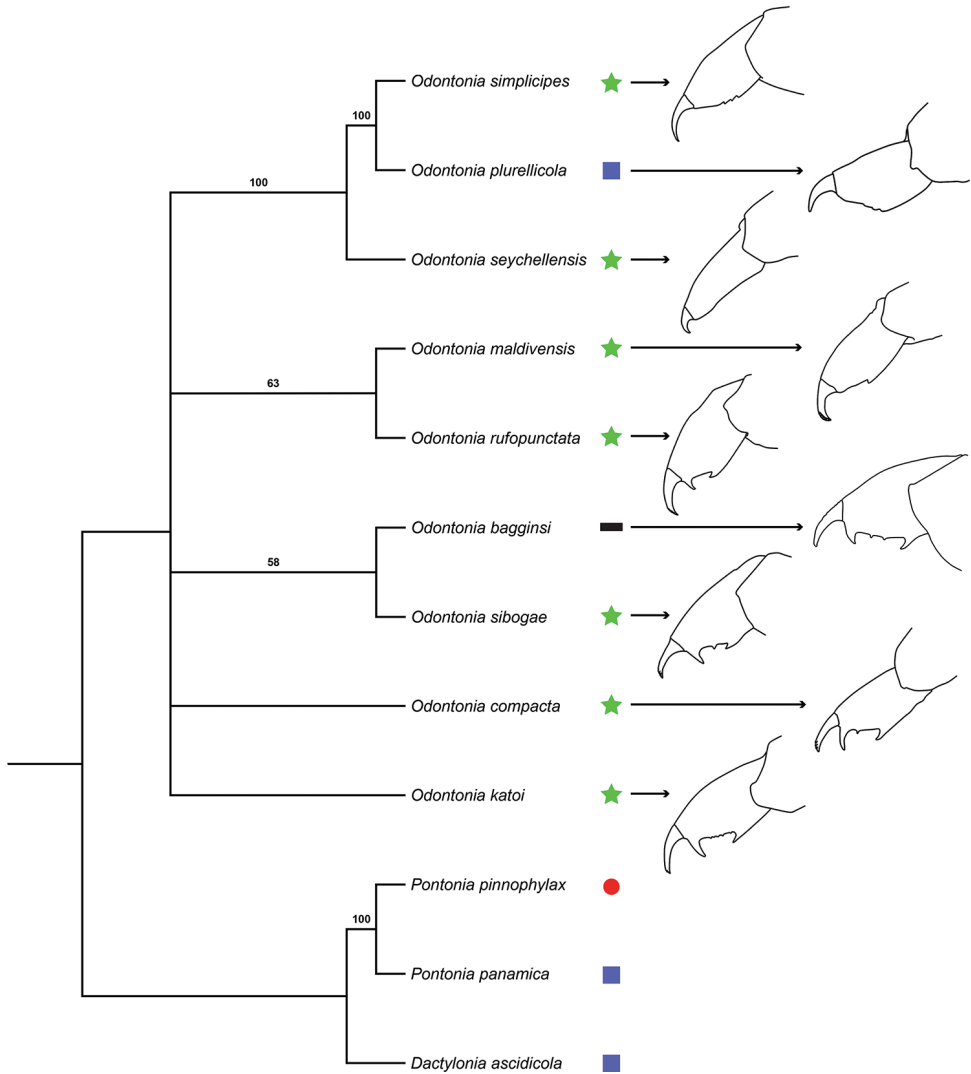 Odontonia simplicipes
100
Odontonia plurellicola
100
Odontonia seychellensis
Odontonia maldivensis
63
Odontonia rufopunctata
Odontonia bagginsi
58
Odontonia sibogae
Odontonia compacta
Odontonia katoi
Pontonia pinnophylax
100
Pontonia panamica
Dactylonia ascidicola